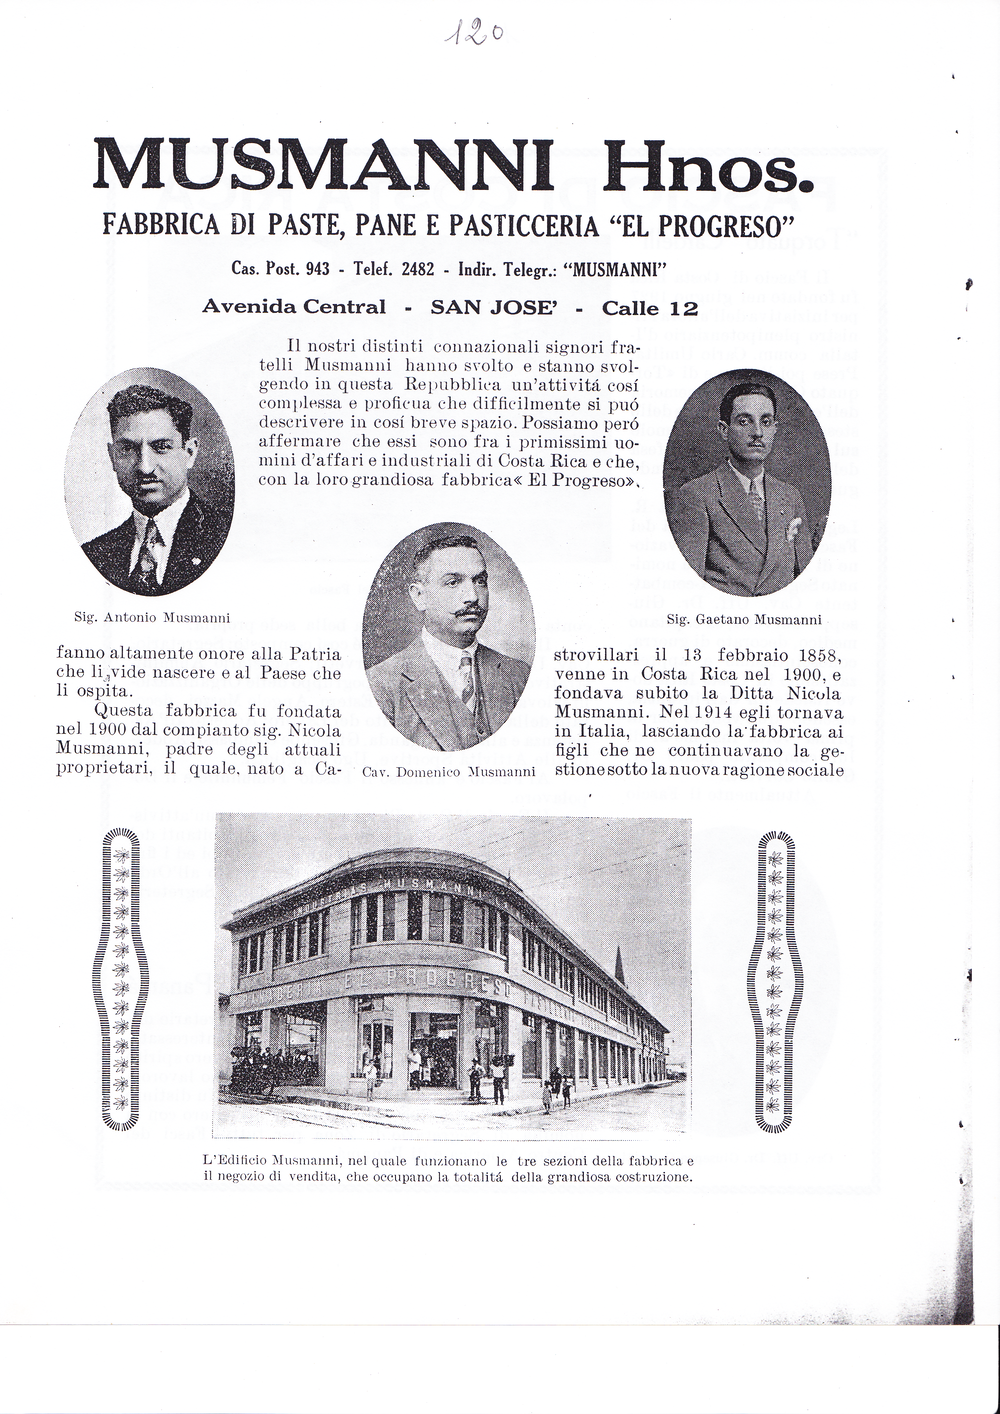 120
MUSMANNI Hnos.
FABBRICA DI PASTE, PANE E PASTICCERIA “EL PROGRESO”
Cas. Post. 943 - Telef. 2482 - Indir. Telegr.: “MUSMANNI”
Avenida Central - SAN JOSE’ - Calle 12
Il nostri distinti connazionali signori fra-
telli Musmanni hanno svolto e stanno svol-
gendo in questa Repubblica un’attivitá cosí
complessa e proficua che difficilmente si puó
descrivere in cosí breve spazio. Possiamo peró
affermare che essi sono fra i primissimi uo-
mini d’affari e industriali di Costa Rica e che,
con la loro grandiosa fabbrica« El Progreso»,
Sig. Antonio Musmanni
Sig. Gaetano Musmanni
fanno altamente onore alla Patria
che li vide nascere e al Paese che
li ospita.
Questa fabbrica fu fondata
nel 1900 dal compianto sig. Nicola
Musmanni, padre degli attuali
proprietari, il quale, nato a Ca-
Cav. Domenico Musmanni
strovillari il 13 febbraio 1858,
venne in Costa Rica nel 1900, e
fondava subito la Ditta Nicola
Musmanni. Nel 1914 egli tornava
in Italia, lasciando la fabbrica ai
figli che ne continuavano la ge-
stione sotto la nuova ragione sociale
MUSMANNI
EL PROGRESO
L’Edificio Musmanni, nel quale funzionano le tre sezioni della fabbrica e
il negozio di vendita, che occupano la totalitá della grandiosa costruzione.